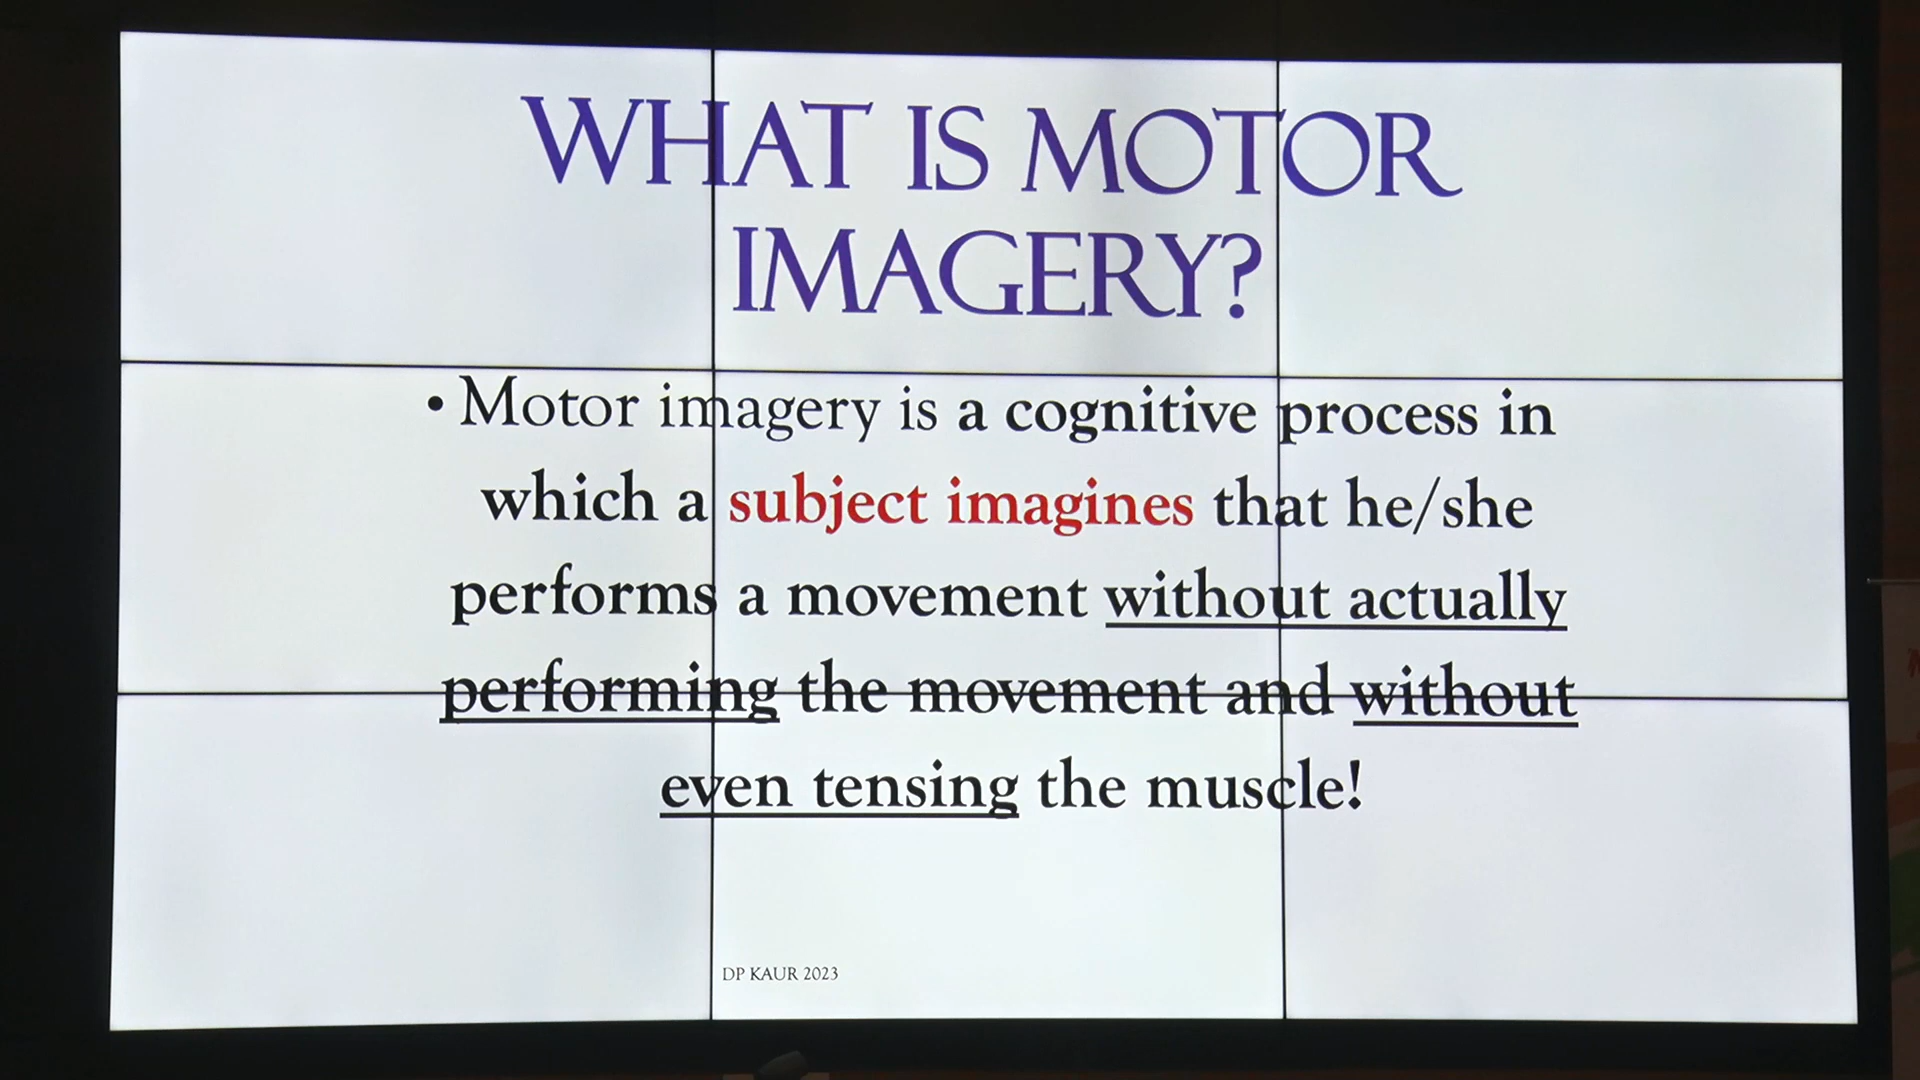 WHAT IS MOTOR
IMAGERY?
• Motor imagery is a cognitive process in
which a subject imagines that he/she
performs a movement without actually
performing the movement and without
even tensing the muscle!
DP KAUR 2023